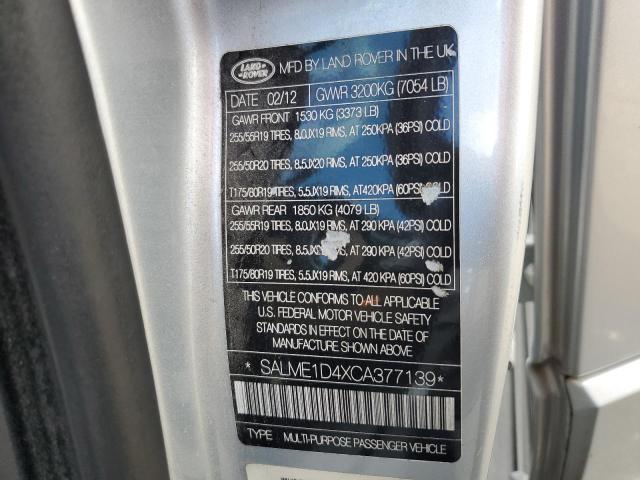 LAND ROVER
MFD BY LAND ROVER IN THE UK
DATE 02/12 GVWR 3200KG (7054 LB)
GAWR FRONT 1530 KG (3373 LB)
255/55R19 TIRES, 8.0JX19 RIMS, AT 250KPA (36PSI) COLD
255/50R20 TIRES, 8.5JX20 RIMS, AT 250KPA (36PSI) COLD
T175/80R19 TIRES, 5.5JX19 RIMS, AT 420KPA (60PSI) COLD
GAWR REAR 1850 KG (4079 LB)
255/55R19 TIRES, 8.0JX19 RIMS, AT 290 KPA (42PSI) COLD
255/50R20 TIRES, AT 290 KPA (42PSI) COLD
T175/80R19 TIRES, 5.5JX19 RIMS, AT 420 KPA (60PSI) COLD
THIS VEHICLE CONFORMS TO ALL APPLICABLE
U.S. FEDERAL MOTOR VEHICLE SAFETY
STANDARDS IN EFFECT ON THE DATE OF
MANUFACTURE SHOWN ABOVE
* SALME1D4XCA377139*
TYPE MULTI-PURPOSE PASSENGER VEHICLE